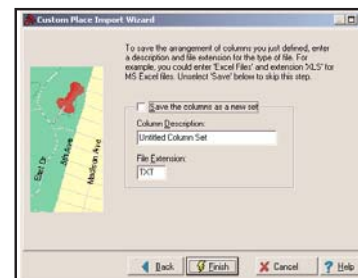 Custom Place Import Wizard
To save the arrangement of columns you just defined, enter
a description and file extension for the type of file. For
example, you could enter 'Excel Files' and extension 'XLS' for
MS Excel files. Unselect 'Save' below to skip this step.
Save the columns as a new set
Column Description:
Untitled Column Set
File Extension:
TXT
East Dr
5th Ave
Madison Ave
Back
Finish
Cancel
Help